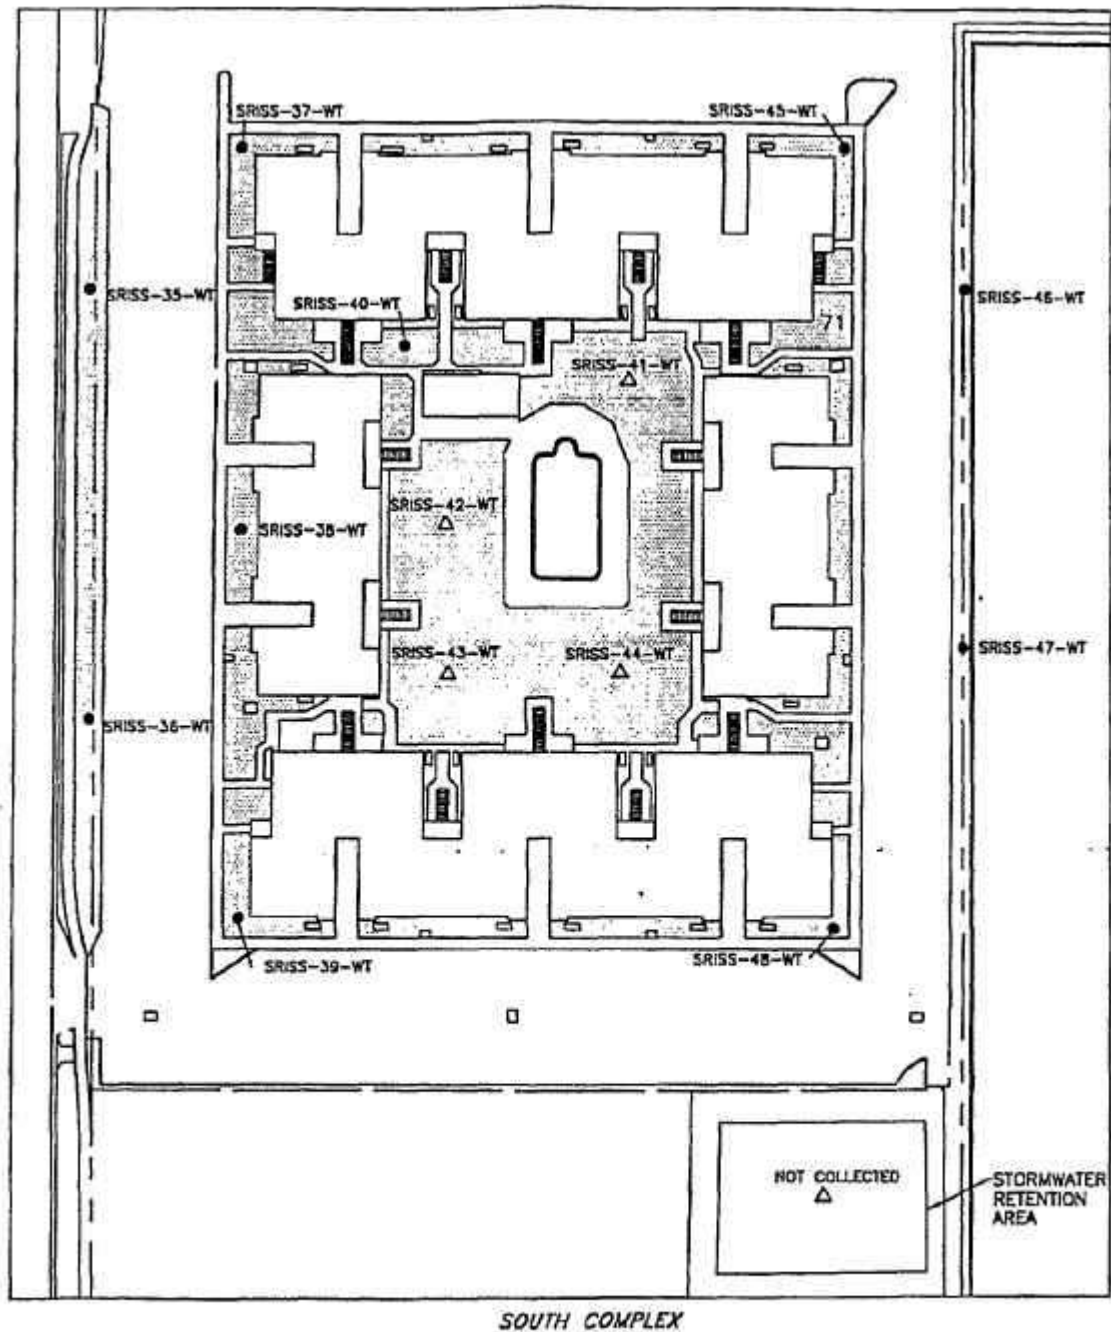 SRISS-37-WT
SRISS-45-WT
SRISS-35-WT
SRISS-46-WT
SRISS-40-WT
71
SRISS-41-WT
SRISS-42-WT
SRISS-38-WT
SRISS-43-WT
SRISS-44-WT
SRISS-47-WT
SRISS-36-WT
SRISS-39-WT
SRISS-48-WT
NOT COLLECTED
STORMWATER
RETENTION
AREA
SOUTH COMPLEX